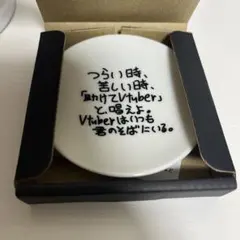 つらい時、
苦しい時、
「助けてVtuber」
と、唱えよ。
Vtuberはいつも
君のそばにいる。